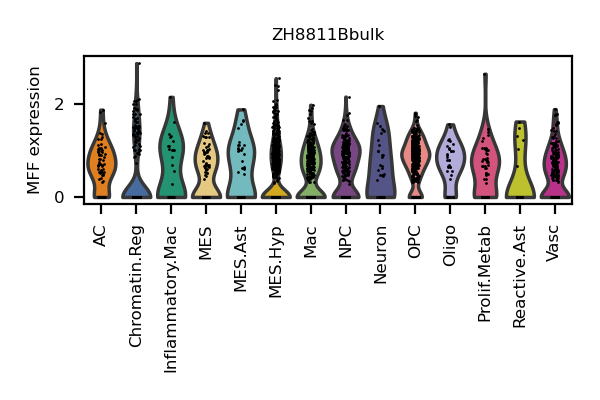 ZH8811Bbulk
MFF expression
2
0
AC
Chromatin.Reg
Inflammatory.Mac
MES
MES.Ast
MES.Hyp
Mac
NPC
Neuron
OPC
Oligo
Prolif.Metab
Reactive.Ast
Vasc